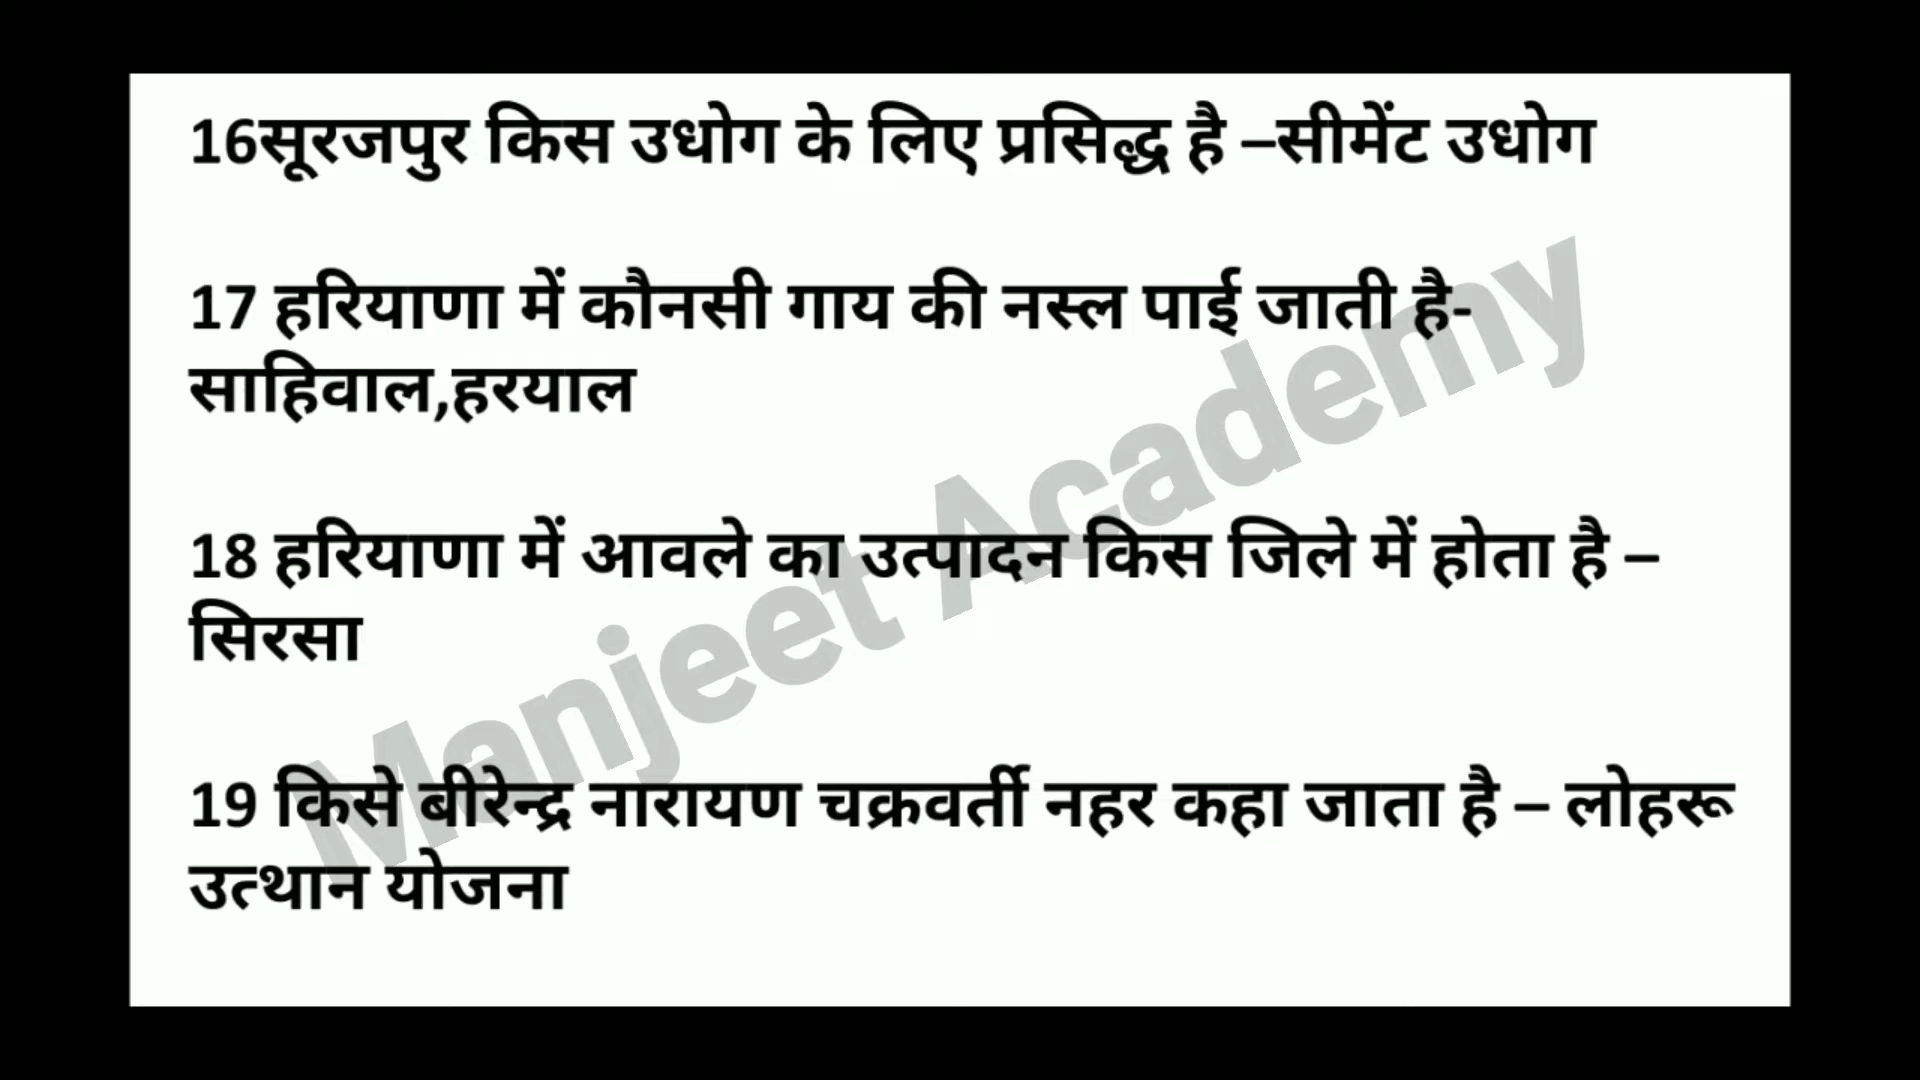 16सूरजपुर किस उधोग के लिए प्रसिद्ध है –सीमेंट उधोग
17 हरियाणा में कौनसी गाय की नस्ल पाई जाती है-
साहिवाल,हरयाल
18 हरियाणा में आवले का उत्पादन किस जिले में होता है –
सिरसा
19 किसे बीरेन्द्र नारायण चक्रवर्ती नहर कहा जाता है – लोहरू
उत्थान योजना
Manjeet Academy